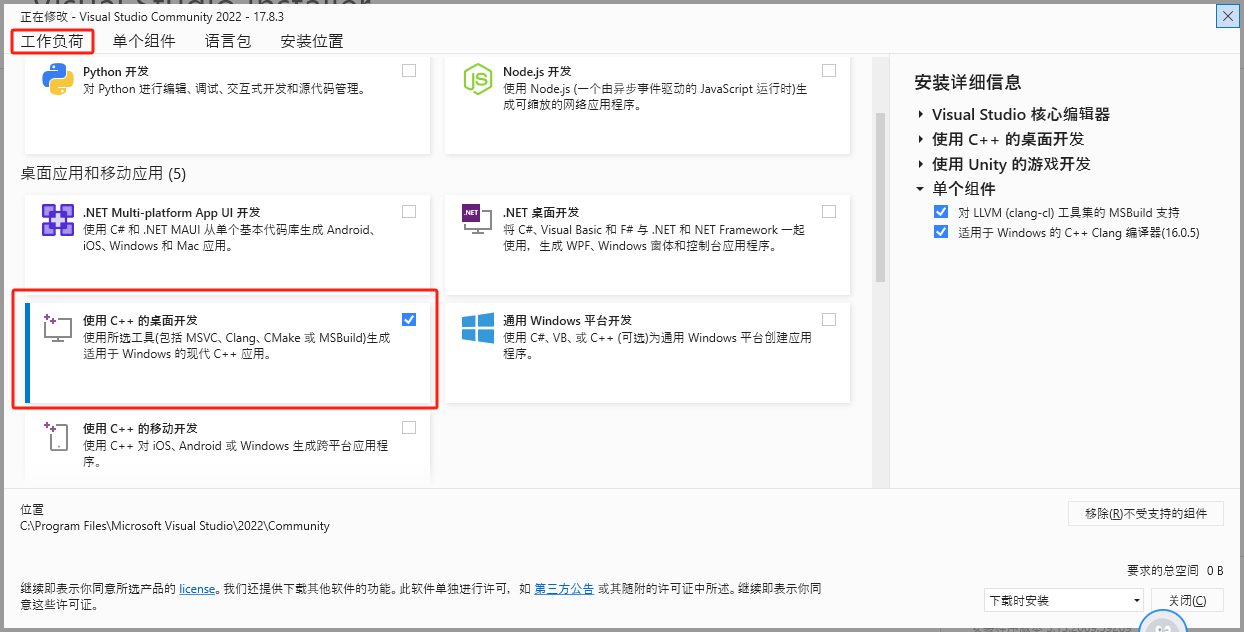 正在修改 - Visual Studio Community 2022 - 17.8.3
工作负荷 单个组件 语言包 安装位置
Python 开发
对 Python 进行编辑、调试、交互式开发和源代码管理。
Node.js 开发
使用 Node.js (一个由异步事件驱动的 JavaScript 运行时)生
成可缩放的网络应用程序。
桌面应用和移动应用 (5)
.NET Multi-platform App UI 开发
使用 C# 和 .NET MAUI 从单个基本代码库生成 Android、
iOS、Windows 和 Mac 应用。
.NET
.NET 桌面开发
将 C#、Visual Basic 和 F# 与 .NET 和 NET Framework 一起
使用，生成 WPF、Windows 窗体和控制台应用程序。
使用 C++ 的桌面开发
使用所选工具(包括 MSVC、Clang、CMake 或 MSBuild)生成
适用于 Windows 的现代 C++ 应用。
通用 Windows 平台开发
使用 C#、VB、或 C++ (可选)为通用 Windows 平台创建应用
程序。
使用 C++ 的移动开发
使用 C++ 对 iOS、Android 或 Windows 生成跨平台应用程
序。
安装详细信息
Visual Studio 核心编辑器
使用 C++ 的桌面开发
使用 Unity 的游戏开发
单个组件
对 LLVM (clang-cl) 工具集的 MSBuild 支持
适用于 Windows 的 C++ Clang 编译器(16.0.5)
位置
C:\Program Files\Microsoft Visual Studio\2022\Community
移除(R)不受支持的组件
要求的总空间 0 B
继续即表示你同意所选产品的 license。我们还提供下载其他软件的功能。此软件单独进行许可，如 第三方公告 或其随附的许可证中所述。继续即表示你同
意这些许可证。
下载时安装
关闭(C)